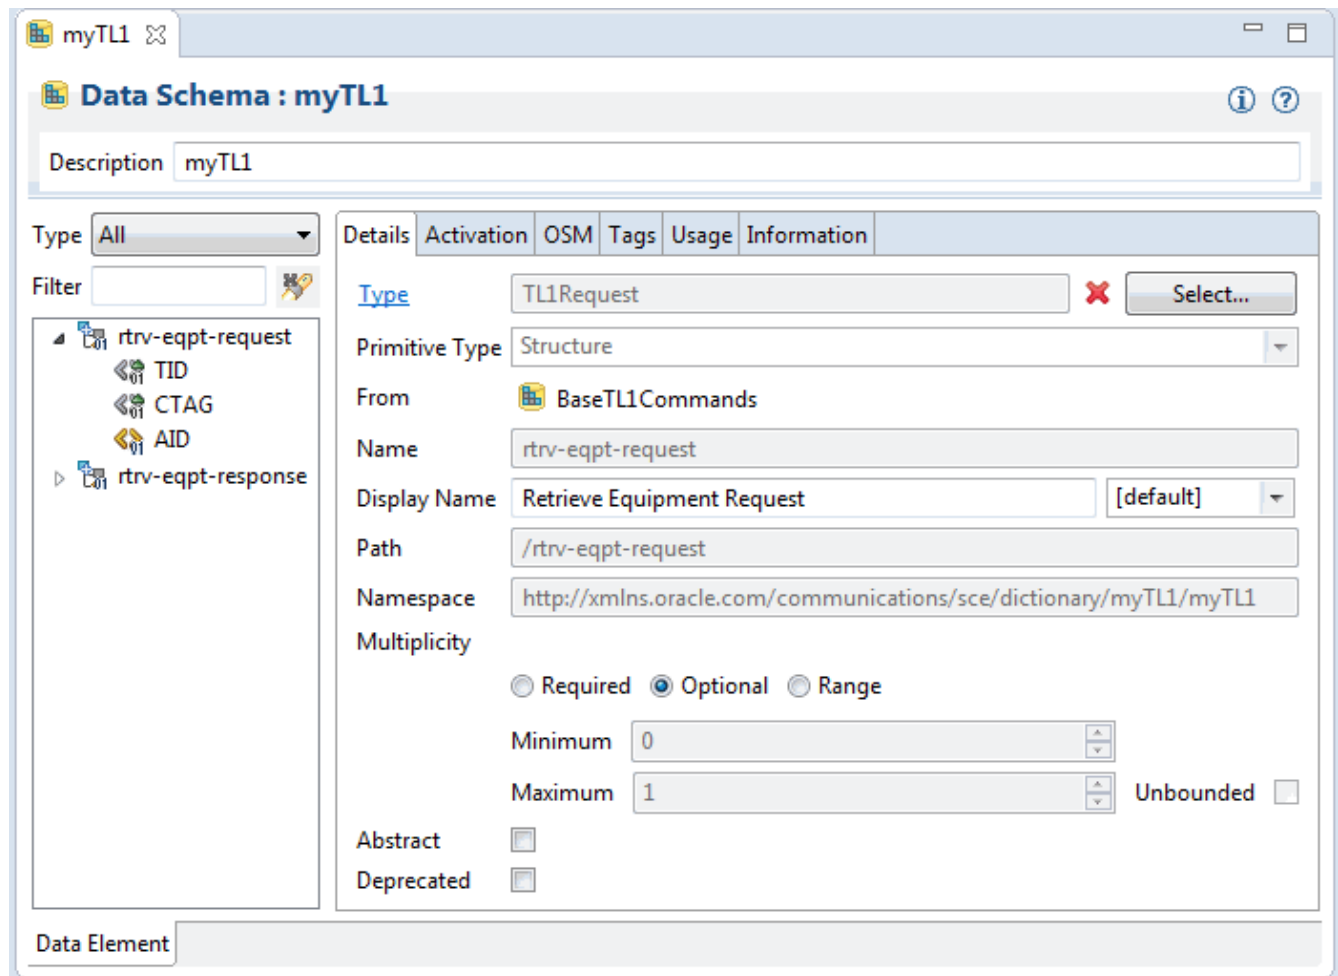 myTL1
Data Schema : myTL1
Description myTL1
Type All
Filter
rtrv-eqpt-request
TID
CTAG
AID
rtrv-eqpt-response
Details Activation OSM Tags Usage Information
Type TL1Request Select...
Primitive Type Structure
From BaseTL1Commands
Name rtrv-eqpt-request
Display Name Retrieve Equipment Request [default]
Path /rtrv-eqpt-request
Namespace http://xmlns.oracle.com/communications/sce/dictionary/myTL1/myTL1
Multiplicity
Required Optional Range
Minimum 0
Maximum 1 Unbounded
Abstract
Deprecated
Data Element